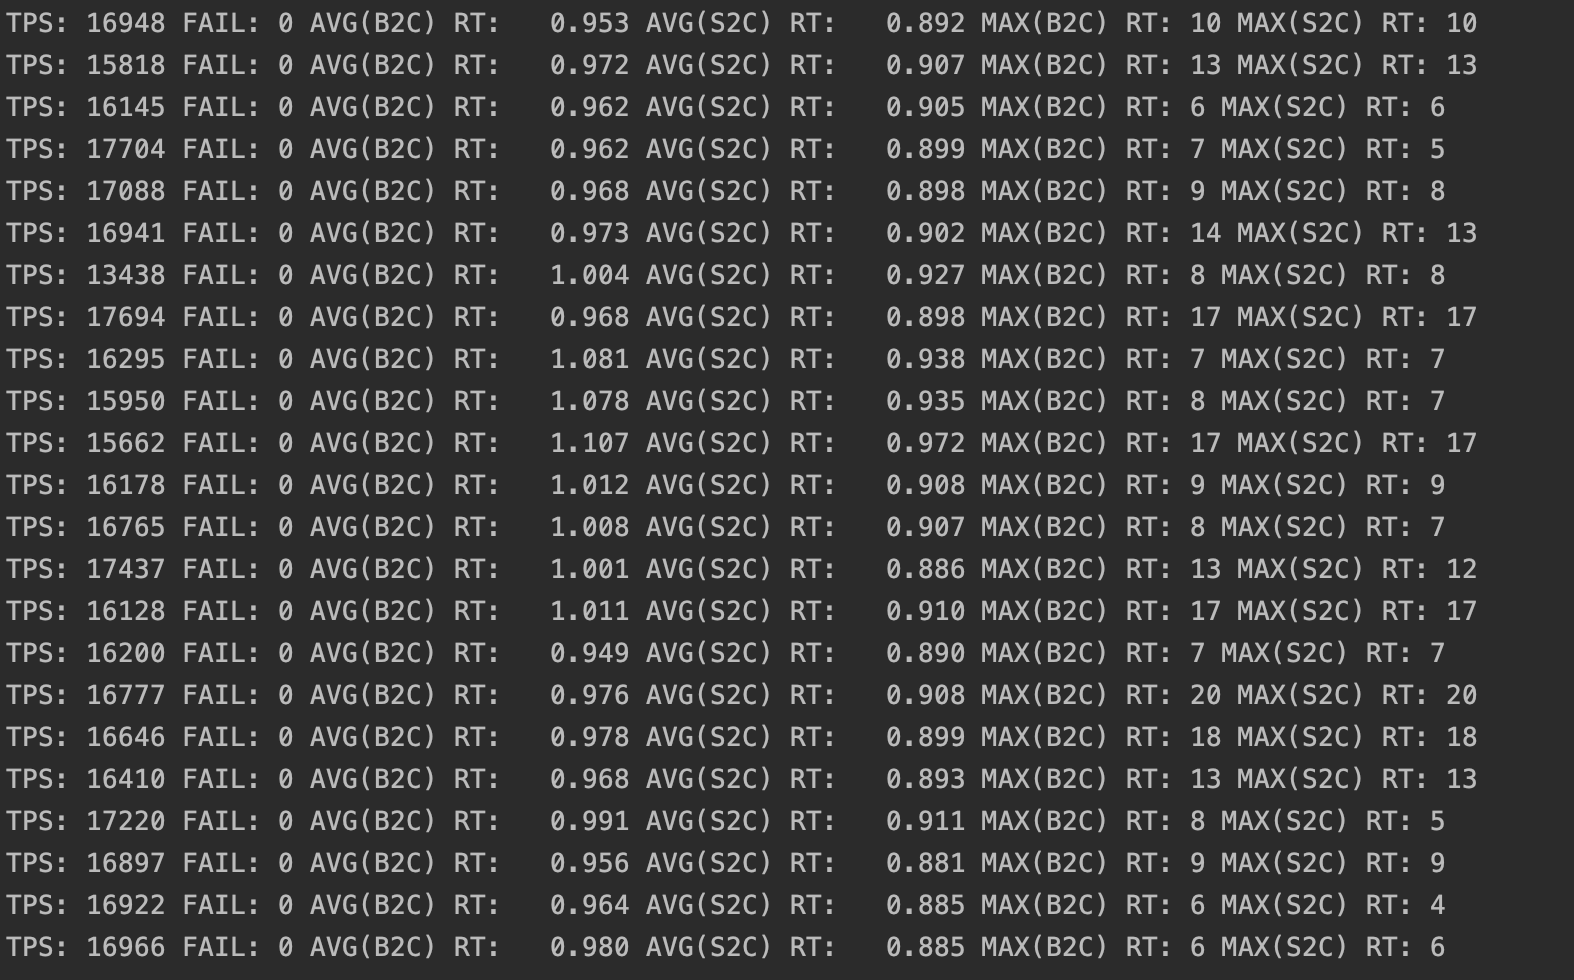 TPS: 16948 FAIL: 0 AVG(B2C) RT:   0.953 AVG(S2C) RT:   0.892 MAX(B2C) RT: 10 MAX(S2C) RT: 10
TPS: 15818 FAIL: 0 AVG(B2C) RT:   0.972 AVG(S2C) RT:   0.907 MAX(B2C) RT: 13 MAX(S2C) RT: 13
TPS: 16145 FAIL: 0 AVG(B2C) RT:   0.962 AVG(S2C) RT:   0.905 MAX(B2C) RT: 6 MAX(S2C) RT: 6
TPS: 17704 FAIL: 0 AVG(B2C) RT:   0.962 AVG(S2C) RT:   0.899 MAX(B2C) RT: 7 MAX(S2C) RT: 5
TPS: 17088 FAIL: 0 AVG(B2C) RT:   0.968 AVG(S2C) RT:   0.898 MAX(B2C) RT: 9 MAX(S2C) RT: 8
TPS: 16941 FAIL: 0 AVG(B2C) RT:   0.973 AVG(S2C) RT:   0.902 MAX(B2C) RT: 14 MAX(S2C) RT: 13
TPS: 13438 FAIL: 0 AVG(B2C) RT:   1.004 AVG(S2C) RT:   0.927 MAX(B2C) RT: 8 MAX(S2C) RT: 8
TPS: 17694 FAIL: 0 AVG(B2C) RT:   0.968 AVG(S2C) RT:   0.898 MAX(B2C) RT: 17 MAX(S2C) RT: 17
TPS: 16295 FAIL: 0 AVG(B2C) RT:   1.081 AVG(S2C) RT:   0.938 MAX(B2C) RT: 7 MAX(S2C) RT: 7
TPS: 15950 FAIL: 0 AVG(B2C) RT:   1.078 AVG(S2C) RT:   0.935 MAX(B2C) RT: 8 MAX(S2C) RT: 7
TPS: 15662 FAIL: 0 AVG(B2C) RT:   1.107 AVG(S2C) RT:   0.972 MAX(B2C) RT: 17 MAX(S2C) RT: 17
TPS: 16178 FAIL: 0 AVG(B2C) RT:   1.012 AVG(S2C) RT:   0.908 MAX(B2C) RT: 9 MAX(S2C) RT: 9
TPS: 16765 FAIL: 0 AVG(B2C) RT:   1.008 AVG(S2C) RT:   0.907 MAX(B2C) RT: 8 MAX(S2C) RT: 7
TPS: 17437 FAIL: 0 AVG(B2C) RT:   1.001 AVG(S2C) RT:   0.886 MAX(B2C) RT: 13 MAX(S2C) RT: 12
TPS: 16128 FAIL: 0 AVG(B2C) RT:   1.011 AVG(S2C) RT:   0.910 MAX(B2C) RT: 17 MAX(S2C) RT: 17
TPS: 16200 FAIL: 0 AVG(B2C) RT:   0.949 AVG(S2C) RT:   0.890 MAX(B2C) RT: 7 MAX(S2C) RT: 7
TPS: 16777 FAIL: 0 AVG(B2C) RT:   0.976 AVG(S2C) RT:   0.908 MAX(B2C) RT: 20 MAX(S2C) RT: 20
TPS: 16646 FAIL: 0 AVG(B2C) RT:   0.978 AVG(S2C) RT:   0.899 MAX(B2C) RT: 18 MAX(S2C) RT: 18
TPS: 16410 FAIL: 0 AVG(B2C) RT:   0.968 AVG(S2C) RT:   0.893 MAX(B2C) RT: 13 MAX(S2C) RT: 13
TPS: 17220 FAIL: 0 AVG(B2C) RT:   0.991 AVG(S2C) RT:   0.911 MAX(B2C) RT: 8 MAX(S2C) RT: 5
TPS: 16897 FAIL: 0 AVG(B2C) RT:   0.956 AVG(S2C) RT:   0.881 MAX(B2C) RT: 9 MAX(S2C) RT: 9
TPS: 16922 FAIL: 0 AVG(B2C) RT:   0.964 AVG(S2C) RT:   0.885 MAX(B2C) RT: 6 MAX(S2C) RT: 4
TPS: 16966 FAIL: 0 AVG(B2C) RT:   0.980 AVG(S2C) RT:   0.885 MAX(B2C) RT: 6 MAX(S2C) RT: 6